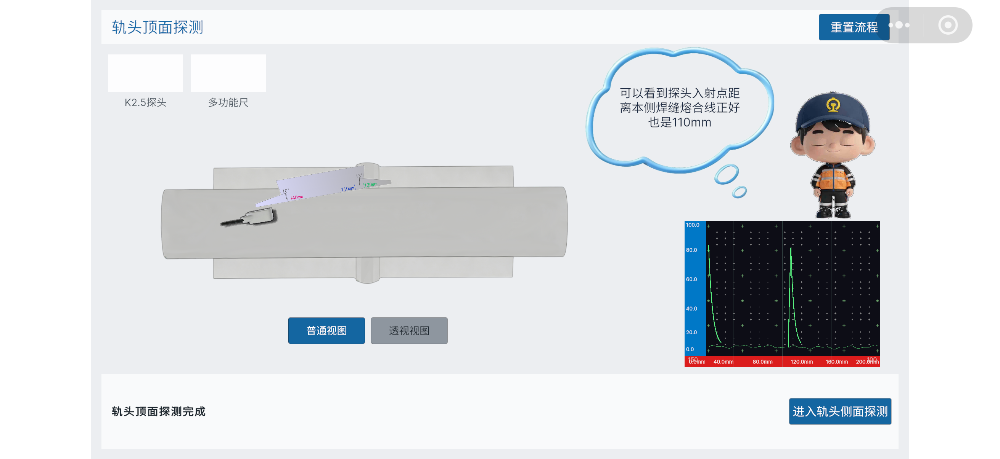 轨头顶面探测
重置流程
K2.5探头
多功能尺
可以看到探头入射点距
离本侧焊缝熔合线正好
也是110mm
13°
120mm
110mm
10°
40mm
100.0
80.0
60.0
40.0
20.0
0.0
150
100
0.0mm 40.0mm 80.0mm 120.0mm 160.0mm 200.0mm
普通视图
透视视图
轨头顶面探测完成
进入轨头侧面探测